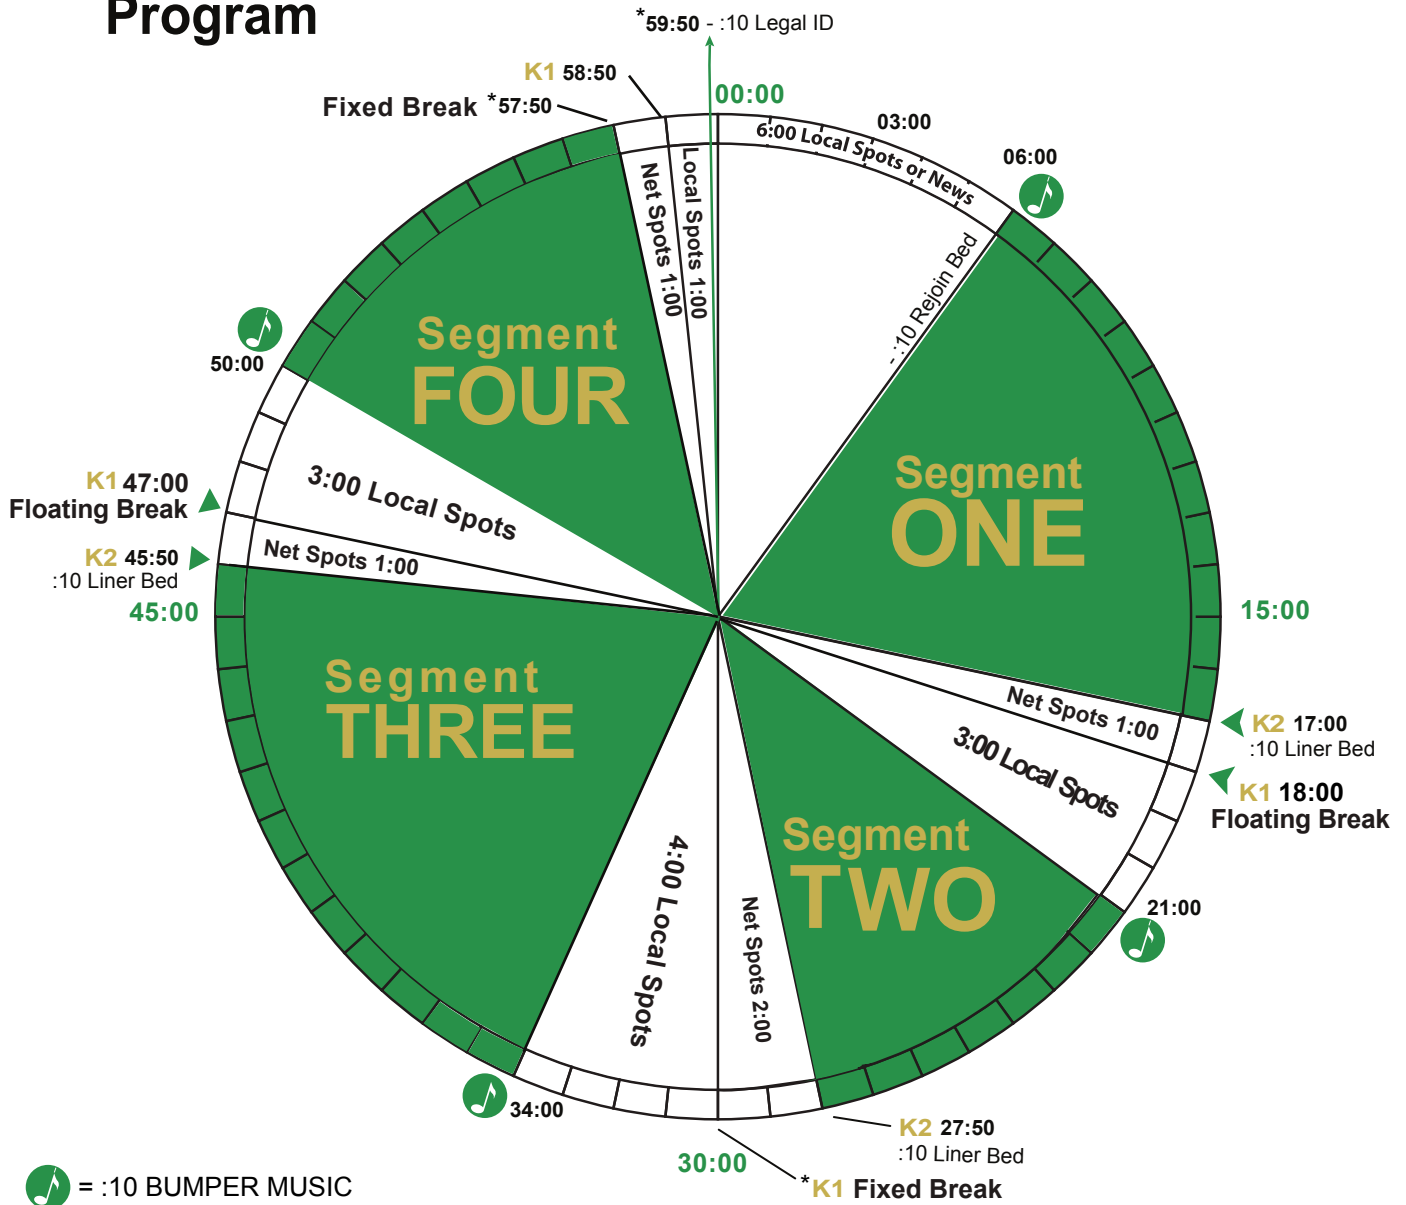 Program
*59:50 - :10 Legal ID
K1 58:50
00:00
Fixed Break *57:50
03:00
6:00 Local Spots or News
06:00
Net Spots 1:00
Local Spots 1:00
- :10 Rejoin Bed
Segment
FOUR
50:00
Segment
ONE
3:00 Local Spots
K1 47:00
Floating Break
Net Spots 1:00
K2 45:50
:10 Liner Bed
45:00
15:00
Segment
THREE
Net Spots 1:00
K2 17:00
:10 Liner Bed
3:00 Local Spots
K1 18:00
Floating Break
Segment
TWO
4:00 Local Spots
Net Spots 2:00
21:00
34:00
K2 27:50
:10 Liner Bed
30:00
*K1 Fixed Break
= :10 BUMPER MUSIC